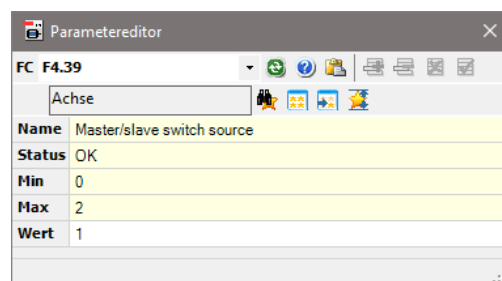 Parametereditor
FC F4.39
Achse
Name Master/slave switch source
Status OK
Min 0
Max 2
Wert 1